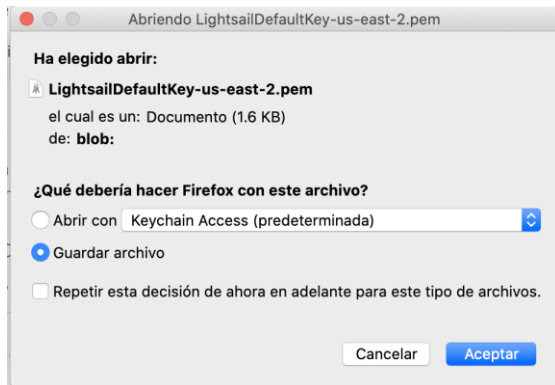 Abriendo LightsailDefaultKey-us-east-2.pem
Ha elegido abrir:
LightsailDefaultKey-us-east-2.pem
el cual es un: Documento (1.6 KB)
de: blob:
¿Qué debería hacer Firefox con este archivo?
Abrir con Keychain Access (predeterminada)
Guardar archivo
Repetir esta decisión de ahora en adelante para este tipo de archivos.
Cancelar Aceptar